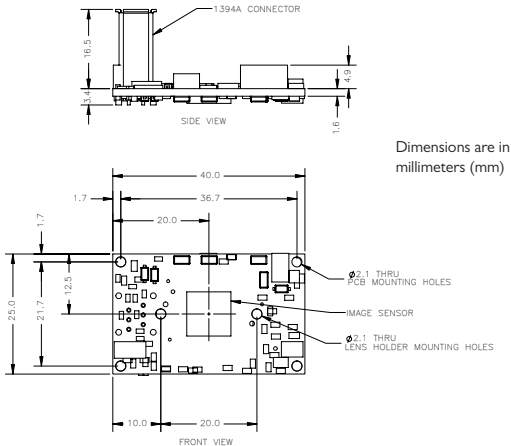 1394A CONNECTOR
16.5
3.4
4.9
1.6
SIDE VIEW
Dimensions are in
millimeters (mm)
40.0
1.7
36.7
20.0
1.7
12.5
25.0
21.7
ϕ2.1 THRU
PCB MOUNTING HOLES
IMAGE SENSOR
ϕ2.1 THRU
LENS HOLDER MOUNTING HOLES
10.0
20.0
FRONT VIEW